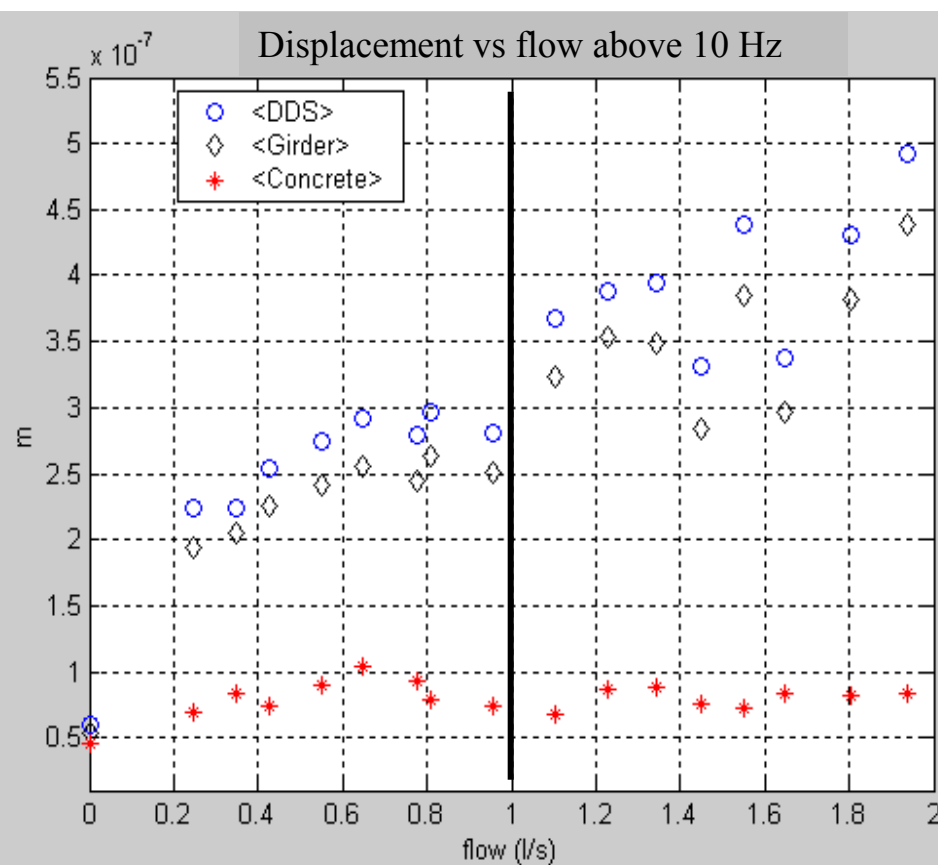 Displacement vs flow above 10 Hz
x 10^-7
<DDS>
<Girder>
<Concrete>
5.5
5
4.5
4
3.5
3
2.5
2
1.5
1
0.5
m
0 0.2 0.4 0.6 0.8 1 1.2 1.4 1.6 1.8 2
flow (l/s)